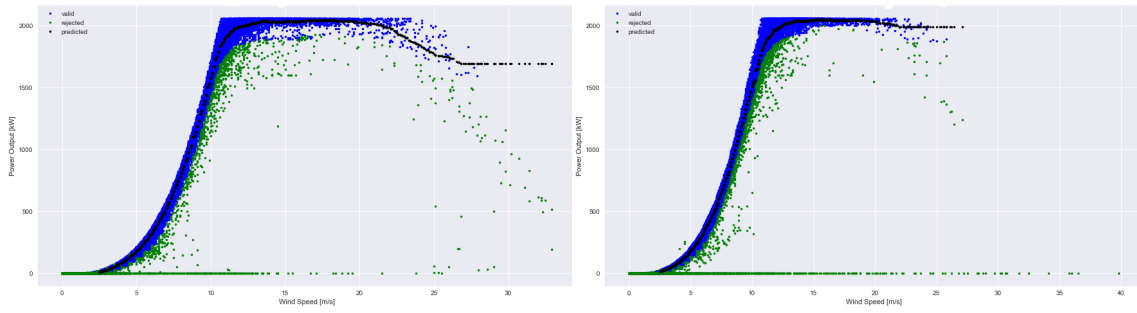 valid
rejected
predicted
2000
1500
1000
500
0
Power Output [kW]
0 5 10 15 20 25 30
Wind Speed [m/s]
valid
rejected
predicted
2000
1500
1000
500
0
Power Output [kW]
0 5 10 15 20 25 30 35 40
Wind Speed [m/s]